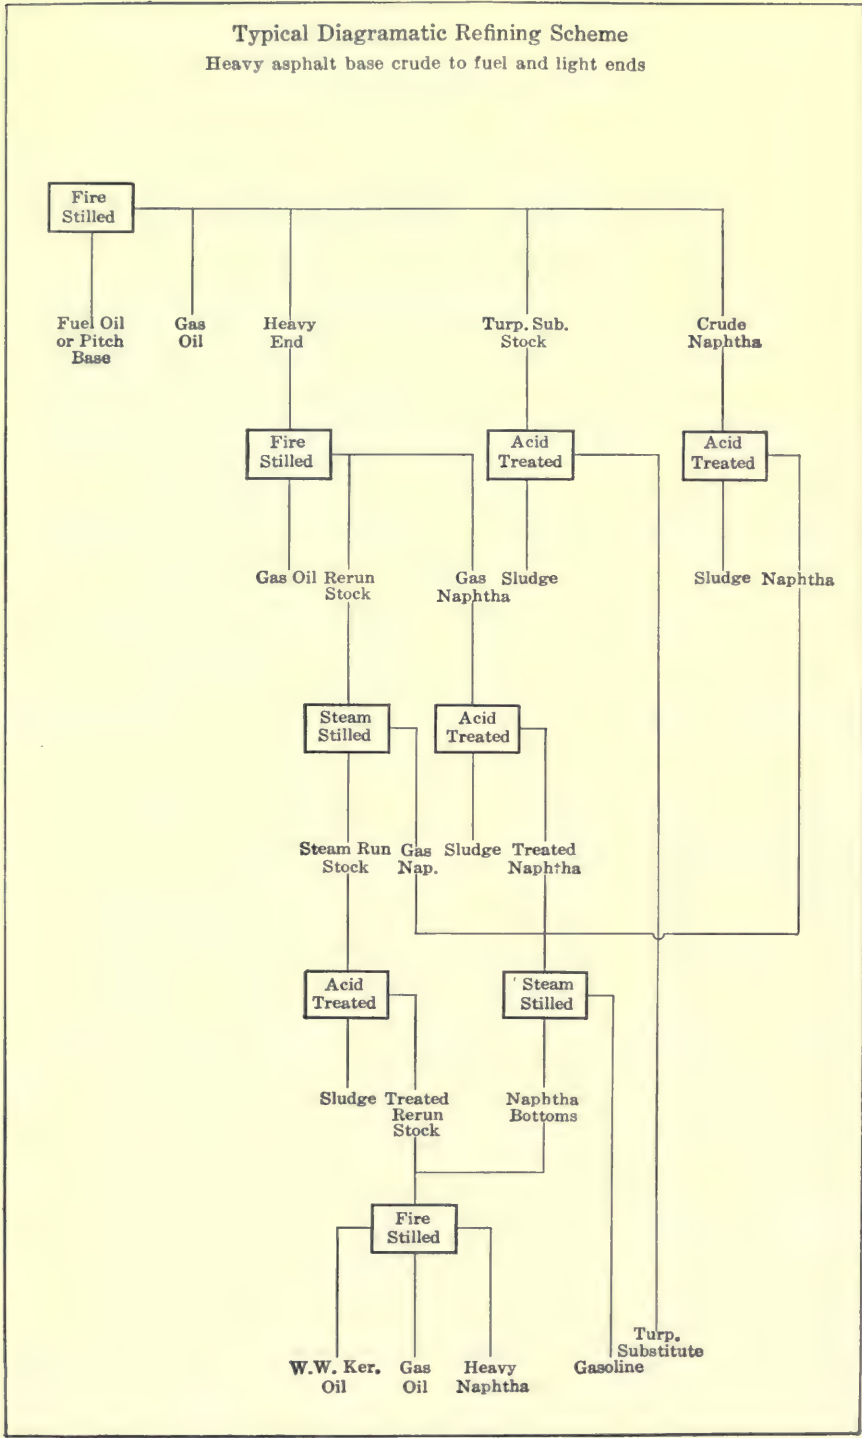 Typical Diagramatic Refining Scheme
Heavy asphalt base crude to fuel and light ends
Fire
Stilled
Fuel Oil
or Pitch
Base
Gas
Oil
Heavy
End
Turp. Sub.
Stock
Crude
Naphtha
Fire
Stilled
Acid
Treated
Acid
Treated
Gas Oil
Rerun
Stock
Gas
Naphtha
Sludge
Sludge
Naphtha
Steam
Stilled
Acid
Treated
Steam Run
Stock
Gas
Nap.
Sludge
Treated
Naphtha
Acid
Treated
Steam
Stilled
Sludge
Treated
Rerun
Stock
Naphtha
Bottoms
Fire
Stilled
W.W. Ker.
Oil
Gas
Oil
Heavy
Naphtha
Gasoline
Turp.
Substitute